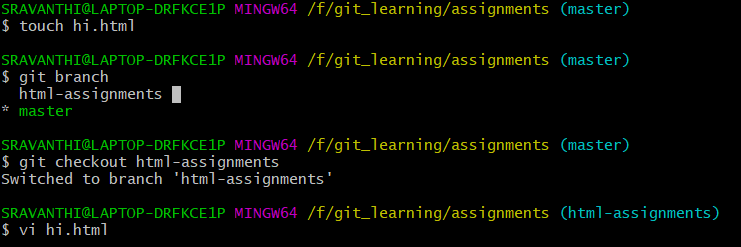 SRAVANTHI@LAPTOP-DRFKCE1P MINGW64 /f/git_learning/assignments (master)
$ touch hi.html
SRAVANTHI@LAPTOP-DRFKCE1P MINGW64 /f/git_learning/assignments (master)
$ git branch
html-assignments
* master
SRAVANTHI@LAPTOP-DRFKCE1P MINGW64 /f/git_learning/assignments (master)
$ git checkout html-assignments
Switched to branch 'html-assignments'
SRAVANTHI@LAPTOP-DRFKCE1P MINGW64 /f/git_learning/assignments (html-assignments)
$ vi hi.html